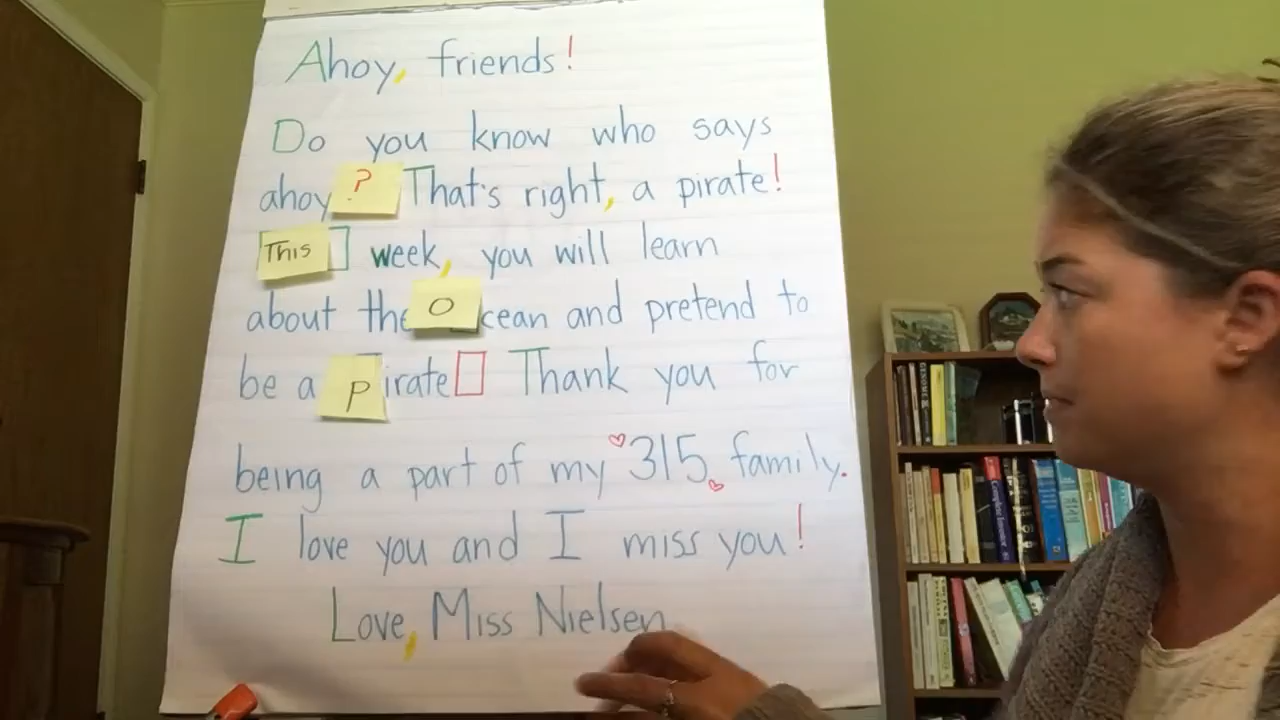 Ahoy, friends!
Do you know who says
ahoy ? That's right, a pirate!
This week, you will learn
about the Ocean and pretend to
be a pirate Thank you for
being a part of my 315 family.
I love you and I miss you!
Love, Miss Nielsen